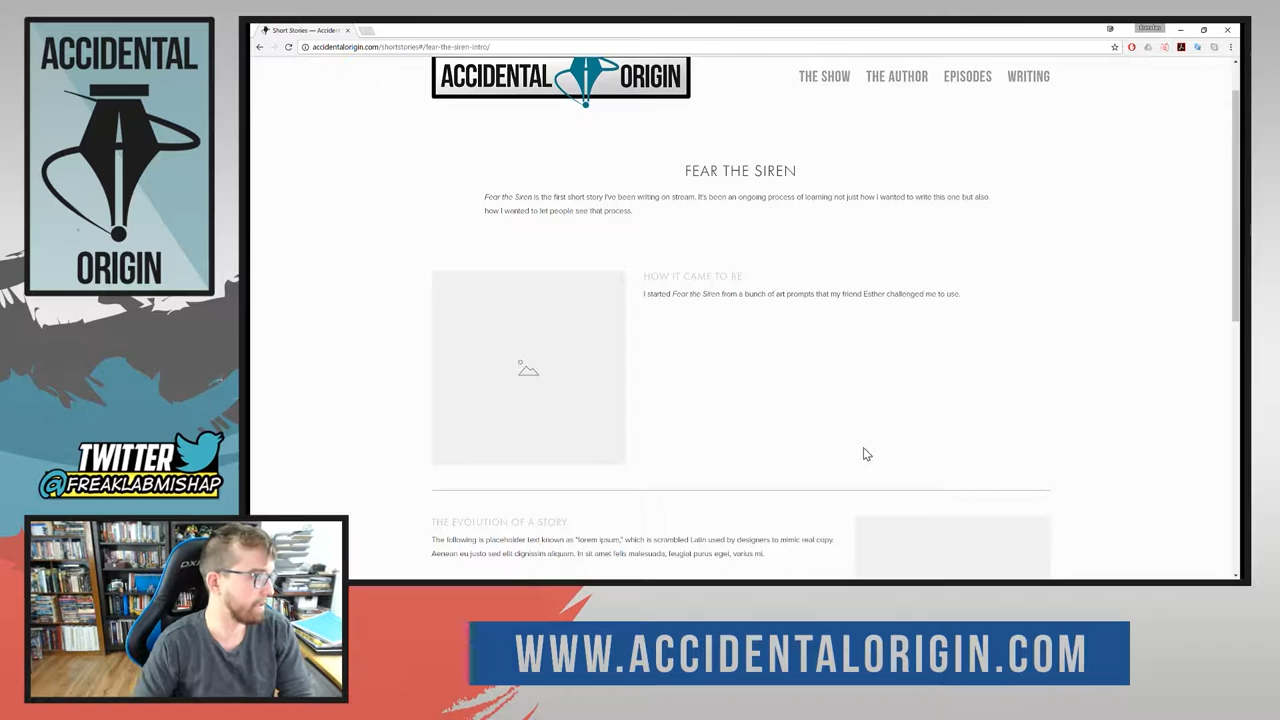 ACCIDENTAL
ORIGIN
Short Stories — Acciden
accidentalorigin.com/shortstories#/fear-the-siren-intro/
ACCIDENTAL ORIGIN
THE SHOW THE AUTHOR EPISODES WRITING
FEAR THE SIREN
Fear the Siren is the first short story I've been writing on stream. It's been an ongoing process of learning not just how I wanted to write this one but also
how I wanted to let people see that process.
HOW IT CAME TO BE
I started Fear the Siren from a bunch of art prompts that my friend Esther challenged me to use.
THE EVOLUTION OF A STORY
The following is placeholder text known as “lorem ipsum,” which is scrambled Latin used by designers to mimic real copy.
Aenean eu justo sed elit dignissim aliquam. In sit amet felis malesuada, feugiat purus eget, varius mi.
TWITTER
@FREAKLABMISHAP
WWW.ACCIDENTALORIGIN.COM